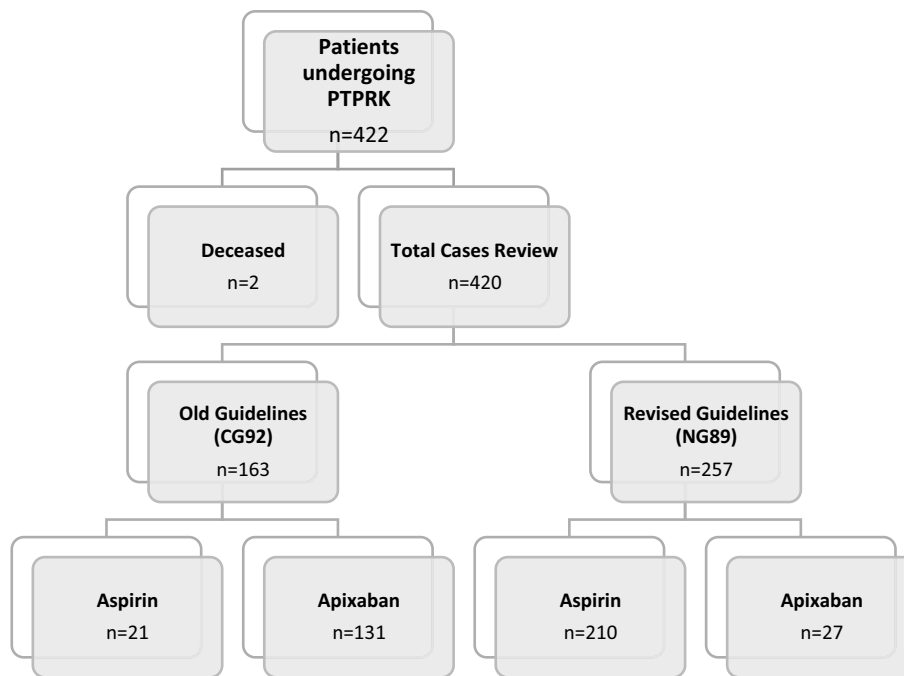 Patients
undergoing
PTPRK
n=422
Deceased
n=2
Total Cases Review
n=420
Old Guidelines
(CG92)
n=163
Revised Guidelines
(NG89)
n=257
Aspirin
n=21
Apixaban
n=131
Aspirin
n=210
Apixaban
n=27